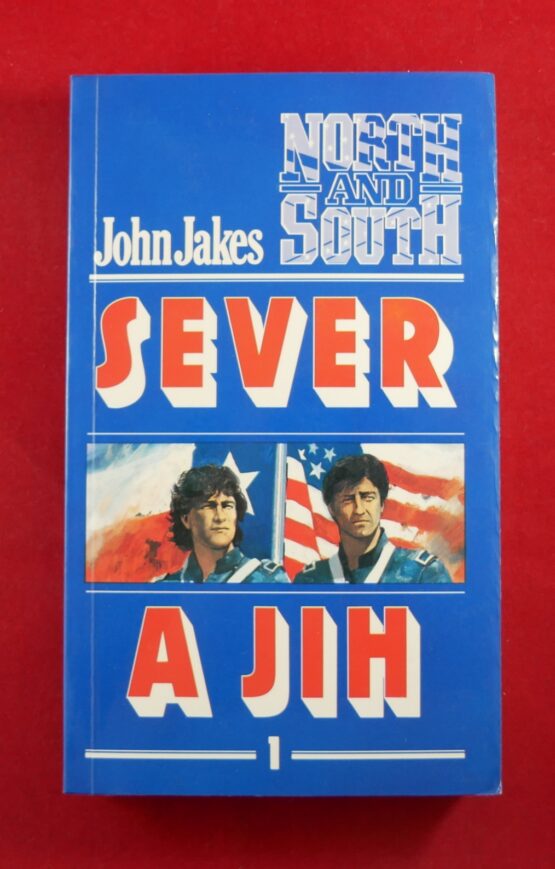 NORTH
AND
SOUTH
John Jakes
SEVER
A JIH
1